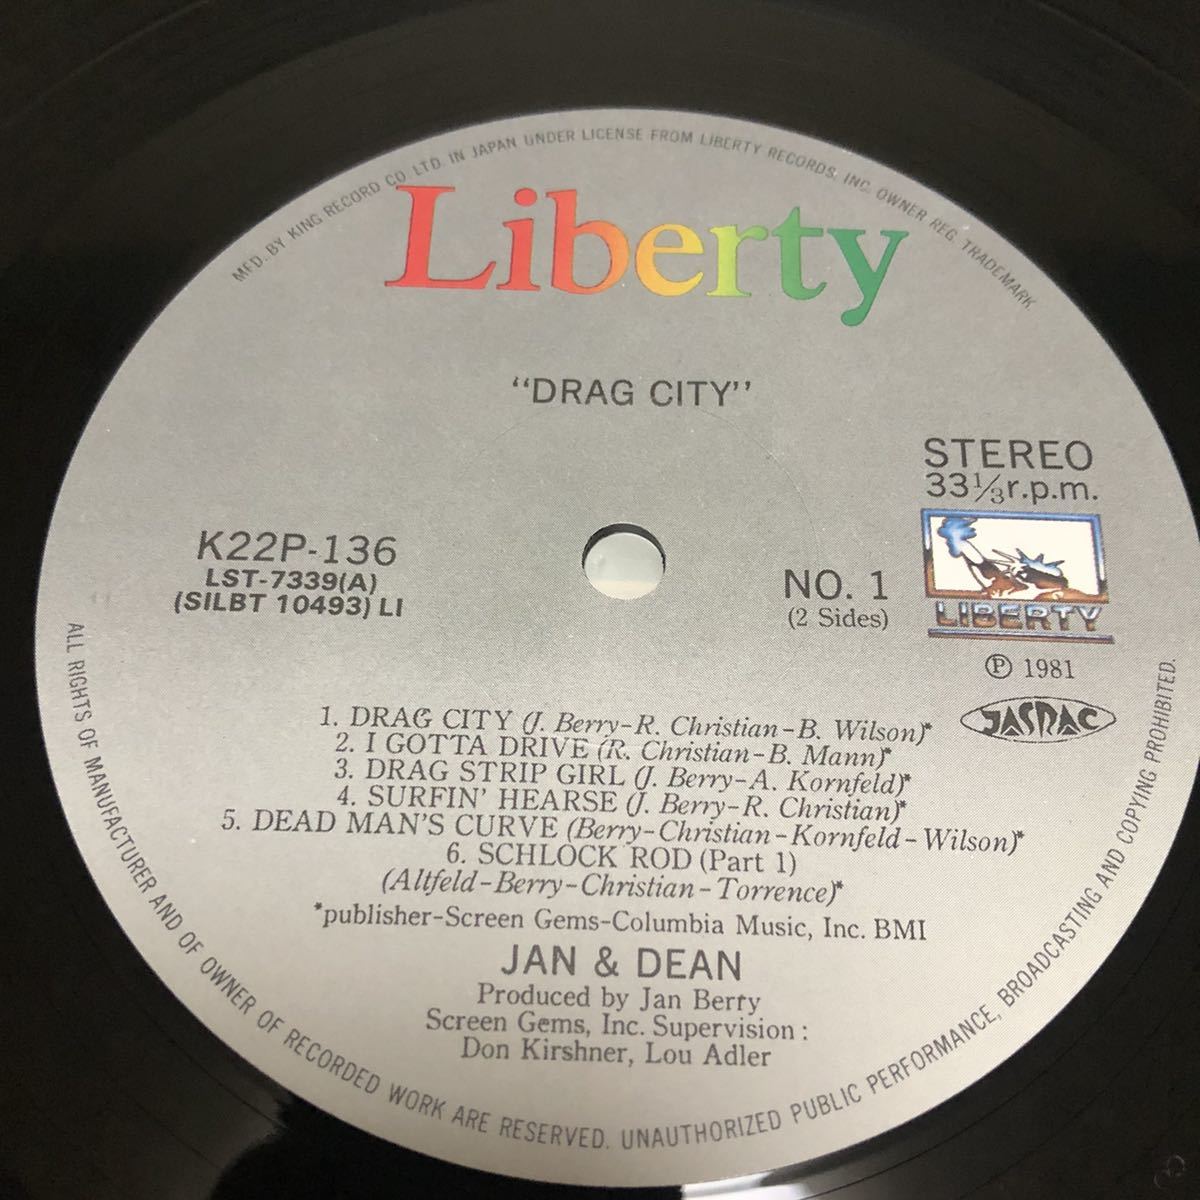 MFD. BY KING RECORD CO. LTD. IN JAPAN UNDER LICENSE FROM LIBERTY RECORDS, INC. OWNER REG. TRADEMARK
Liberty
"DRAG CITY"
STEREO
33⅓r.p.m.
K22P-136
LST-7339(A)
(SILBT 10493) LI
NO. 1
(2 Sides)
LIBERTY
Ⓟ 1981
JASRAC
1. DRAG CITY (J. Berry-R. Christian-B. Wilson)*
2. I GOTTA DRIVE (R. Christian-B. Mann)*
3. DRAG STRIP GIRL (J. Berry-A. Kornfeld)*
4. SURFIN' HEARSE (J. Berry-R. Christian)*
5. DEAD MAN'S CURVE (Berry-Christian-Kornfeld-Wilson)*
6. SCHLOCK ROD (Part 1)
(Altfeld-Berry-Christian-Torrence)*
*publisher-Screen Gems-Columbia Music, Inc. BMI
JAN & DEAN
Produced by Jan Berry
Screen Gems, Inc. Supervision :
Don Kirshner, Lou Adler
ALL RIGHTS OF MANUFACTURER AND OF OWNER OF RECORDED WORK ARE RESERVED. UNAUTHORIZED PUBLIC PERFORMANCE, BROADCASTING AND COPYING PROHIBITED.